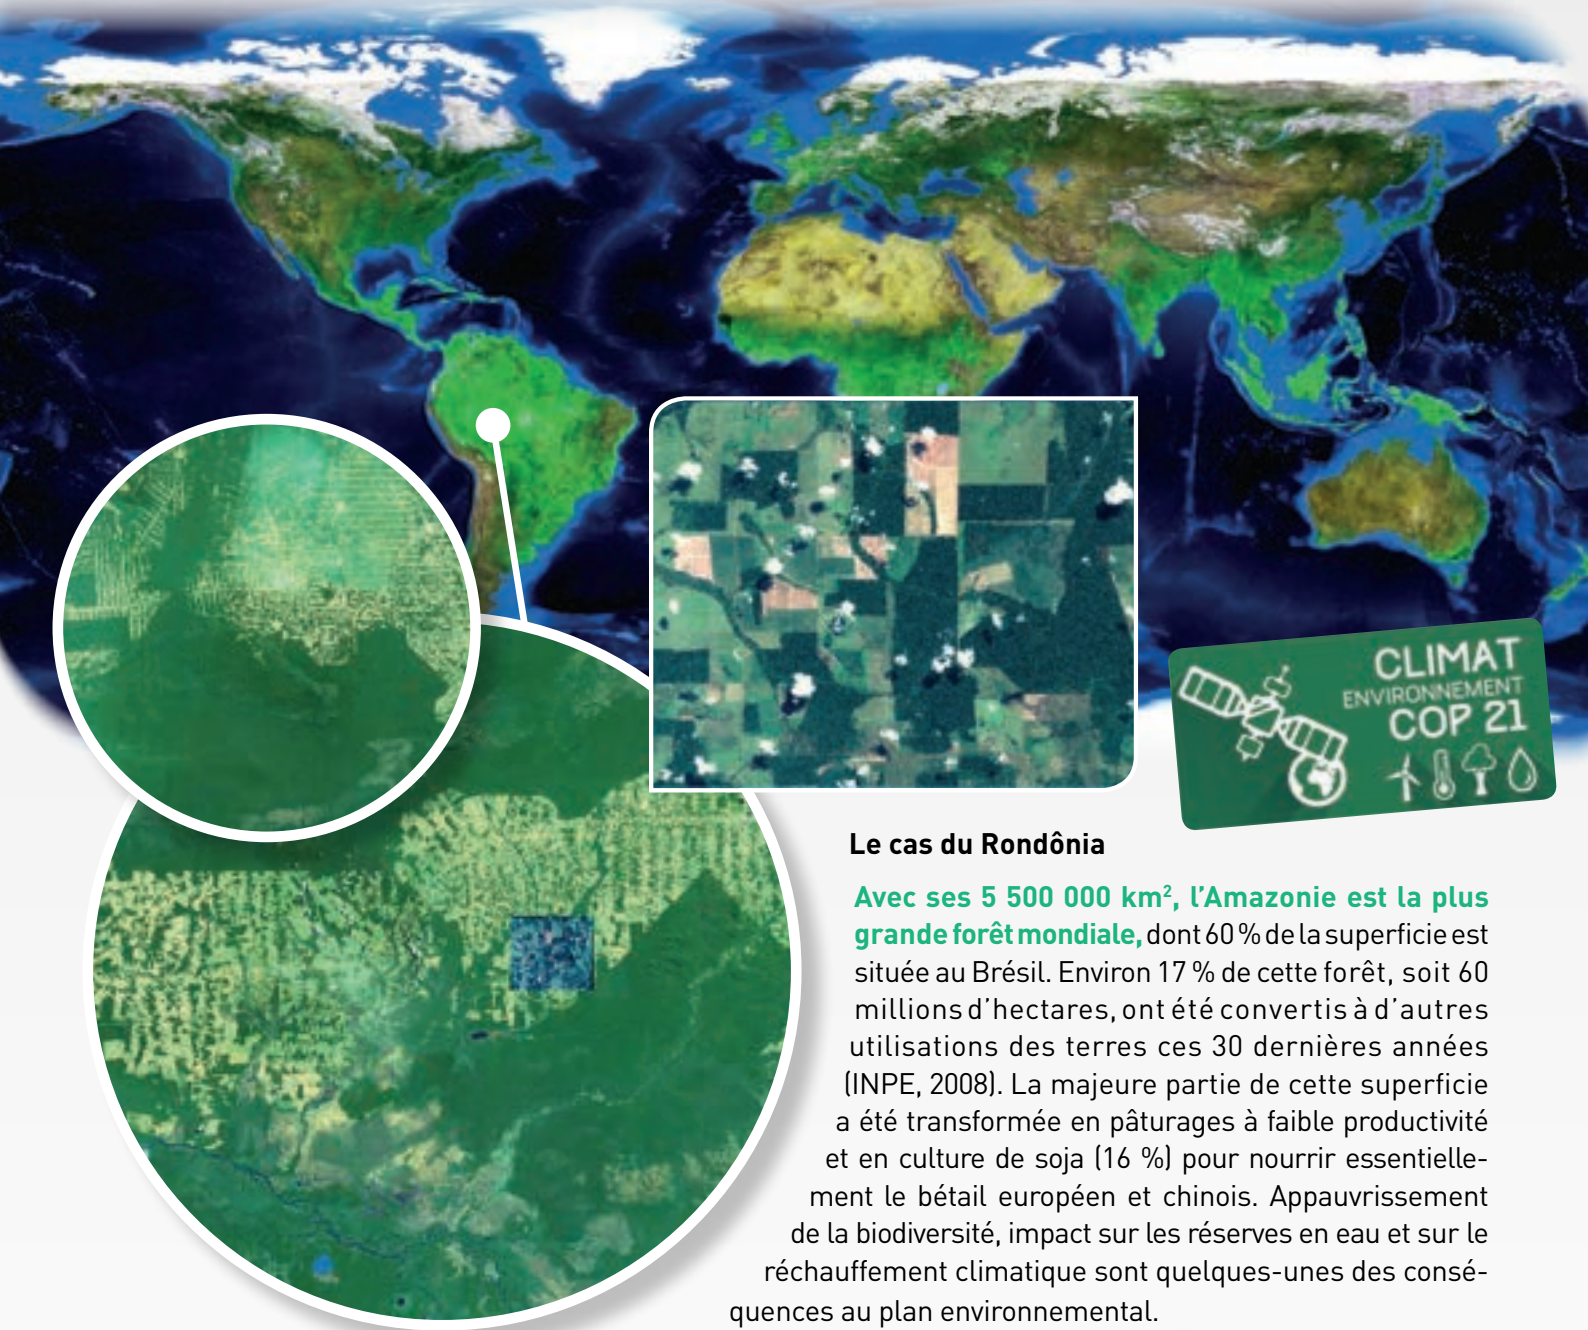 CLIMAT
ENVIRONNEMENT
COP 21
Le cas du Rondônia
Avec ses 5 500 000 km², l’Amazonie est la plus
grande forêt mondiale, dont 60 % de la superficie est
située au Brésil. Environ 17 % de cette forêt, soit 60
millions d’hectares, ont été convertis à d’autres
utilisations des terres ces 30 dernières années
(INPE, 2008). La majeure partie de cette superficie
a été transformée en pâturages à faible productivité
et en culture de soja (16 %) pour nourrir essentielle-
ment le bétail européen et chinois. Appauvrissement
de la biodiversité, impact sur les réserves en eau et sur le
réchauffement climatique sont quelques-unes des consé-
quences au plan environnemental.